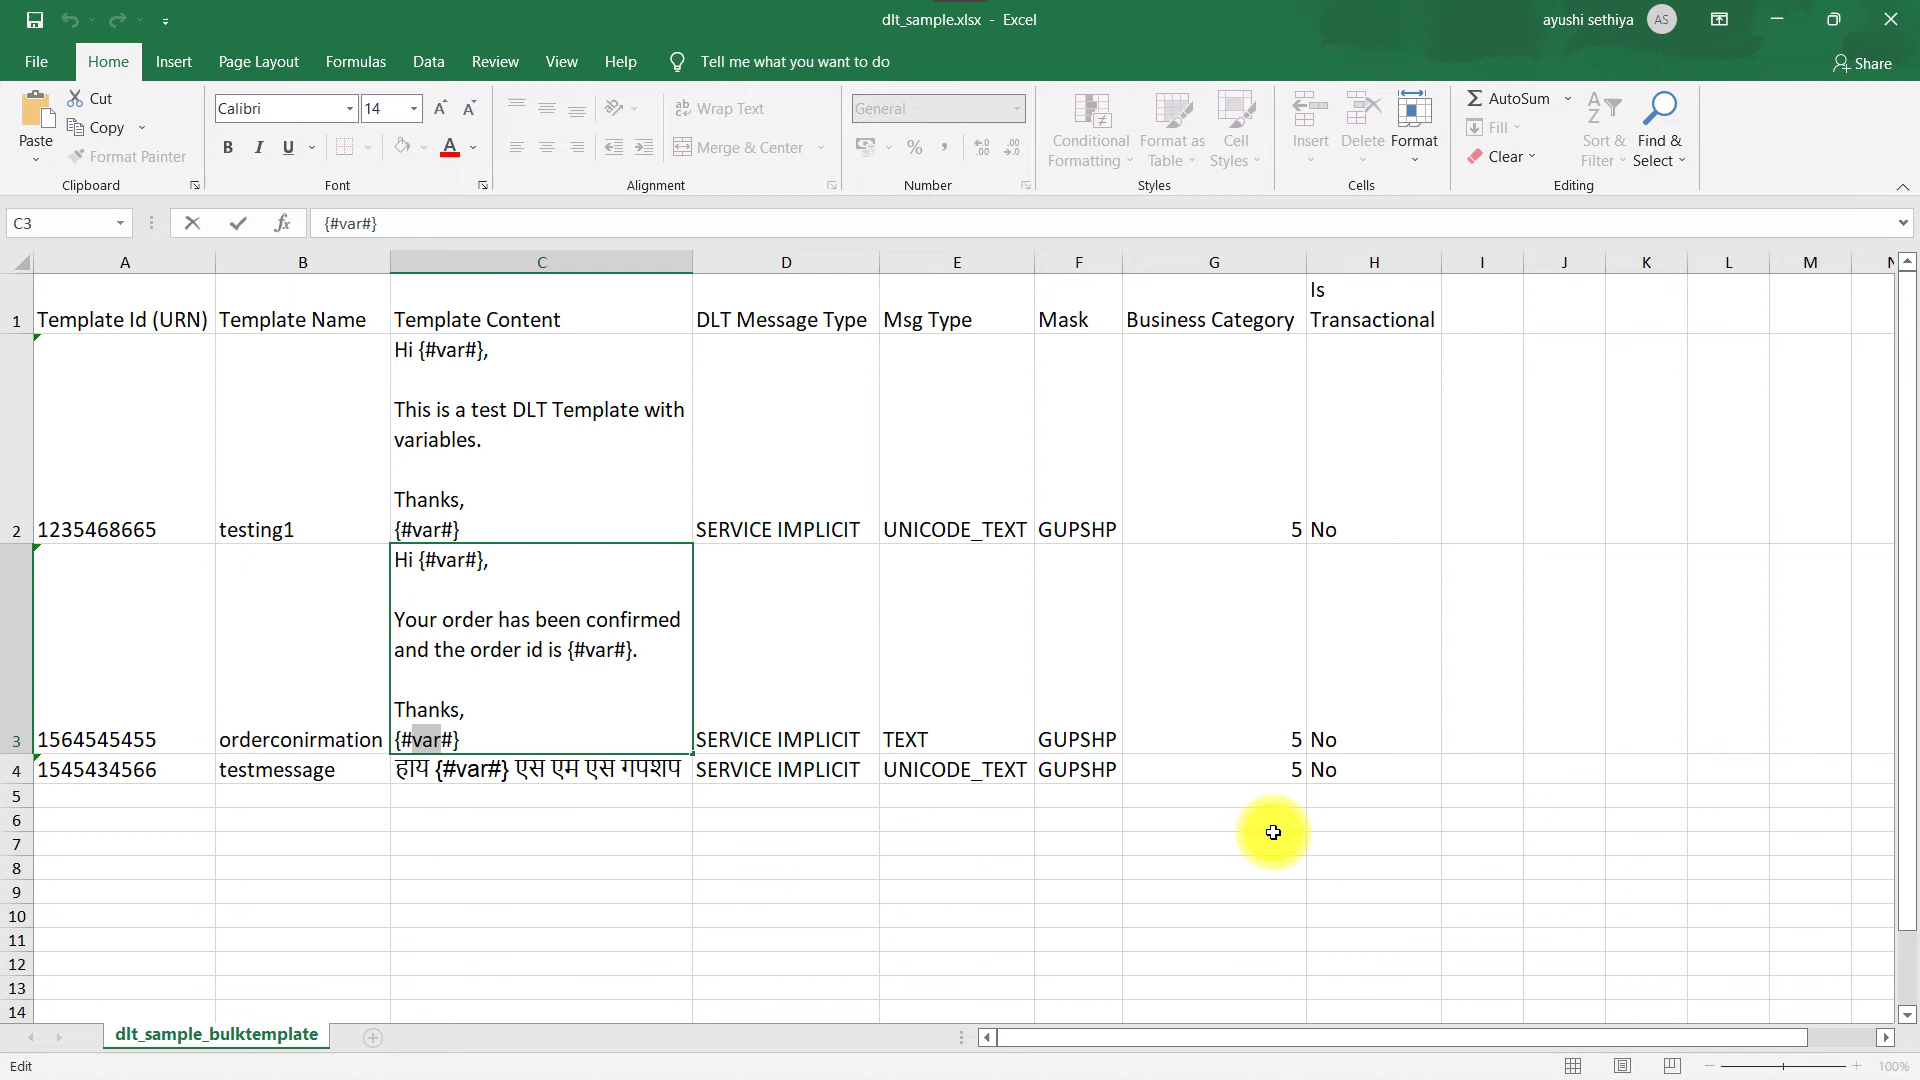 dlt_sample.xlsx - Excel
ayushi sethiya
AS
File
Home
Insert
Page Layout
Formulas
Data
Review
View
Help
Tell me what you want to do
Share
Paste
Cut
Copy
Format Painter
Clipboard
Calibri
14
B I U
A
Font
Wrap Text
Merge & Center
Alignment
General
%
Number
Conditional Formatting
Format as Table
Cell Styles
Styles
Insert
Delete
Format
Cells
AutoSum
Fill
Clear
Sort & Filter
Find & Select
Editing
C3
fx
{#var#}
A B C D E F G H I J K L M N
1
Template Id (URN)
Template Name
Template Content
DLT Message Type
Msg Type
Mask
Business Category
Is
Transactional
2
1235468665
testing1
Hi {#var#},
This is a test DLT Template with
variables.
Thanks,
{#var#}
SERVICE IMPLICIT
UNICODE_TEXT
GUPSHP
5
No
3
1564545455
orderconirmation
Hi {#var#},
Your order has been confirmed
and the order id is {#var#}.
Thanks,
{#var#}
SERVICE IMPLICIT
TEXT
GUPSHP
5
No
4
1545434566
testmessage
हाय {#var#} एस एम एस गपशप
SERVICE IMPLICIT
UNICODE_TEXT
GUPSHP
5
No
5
6
7
8
9
10
11
12
13
14
dlt_sample_bulktemplate
Edit
100%